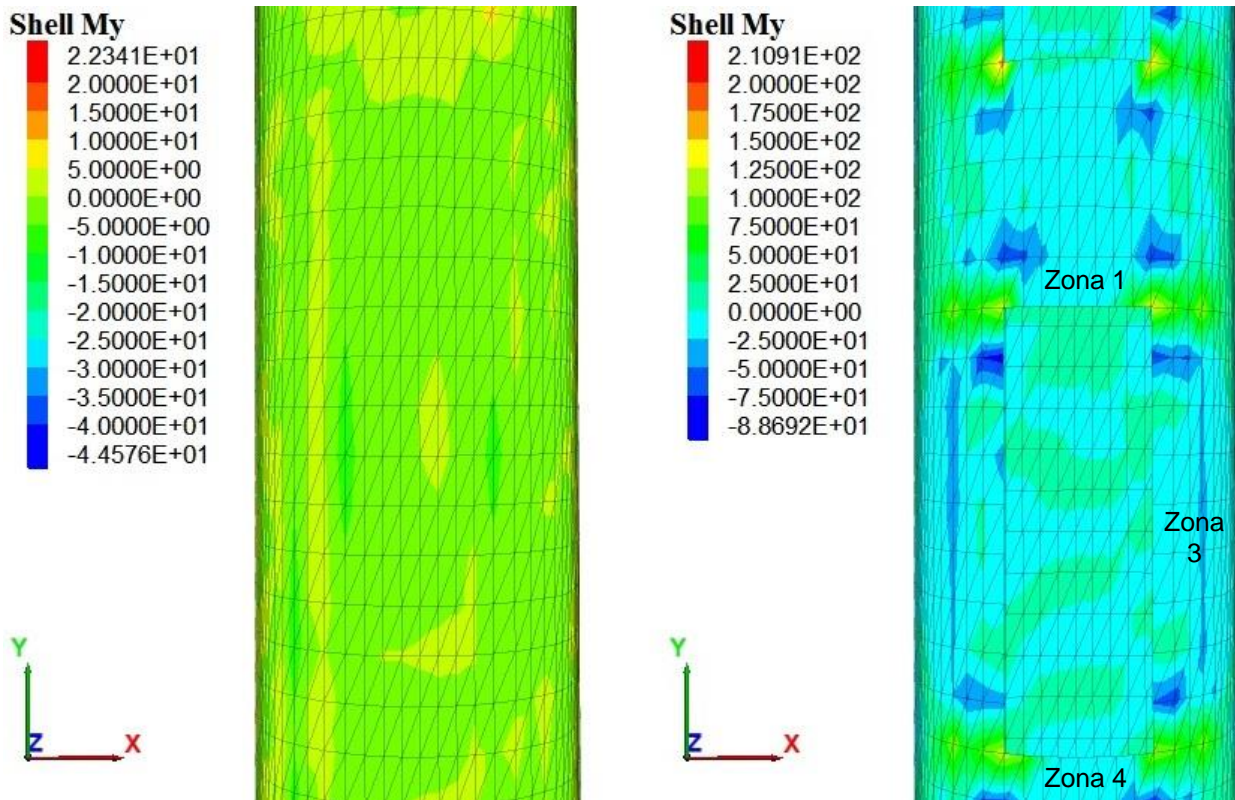 Shell My
2.2341E+01
2.0000E+01
1.5000E+01
1.0000E+01
5.0000E+00
0.0000E+00
-5.0000E+00
-1.0000E+01
-1.5000E+01
-2.0000E+01
-2.5000E+01
-3.0000E+01
-3.5000E+01
-4.0000E+01
-4.4576E+01
Y
Z
X
Shell My
2.1091E+02
2.0000E+02
1.7500E+02
1.5000E+02
1.2500E+02
1.0000E+02
7.5000E+01
5.0000E+01
2.5000E+01
0.0000E+00
-2.5000E+01
-5.0000E+01
-7.5000E+01
-8.8692E+01
Y
Z
X
Zona 1
Zona
3
Zona 4